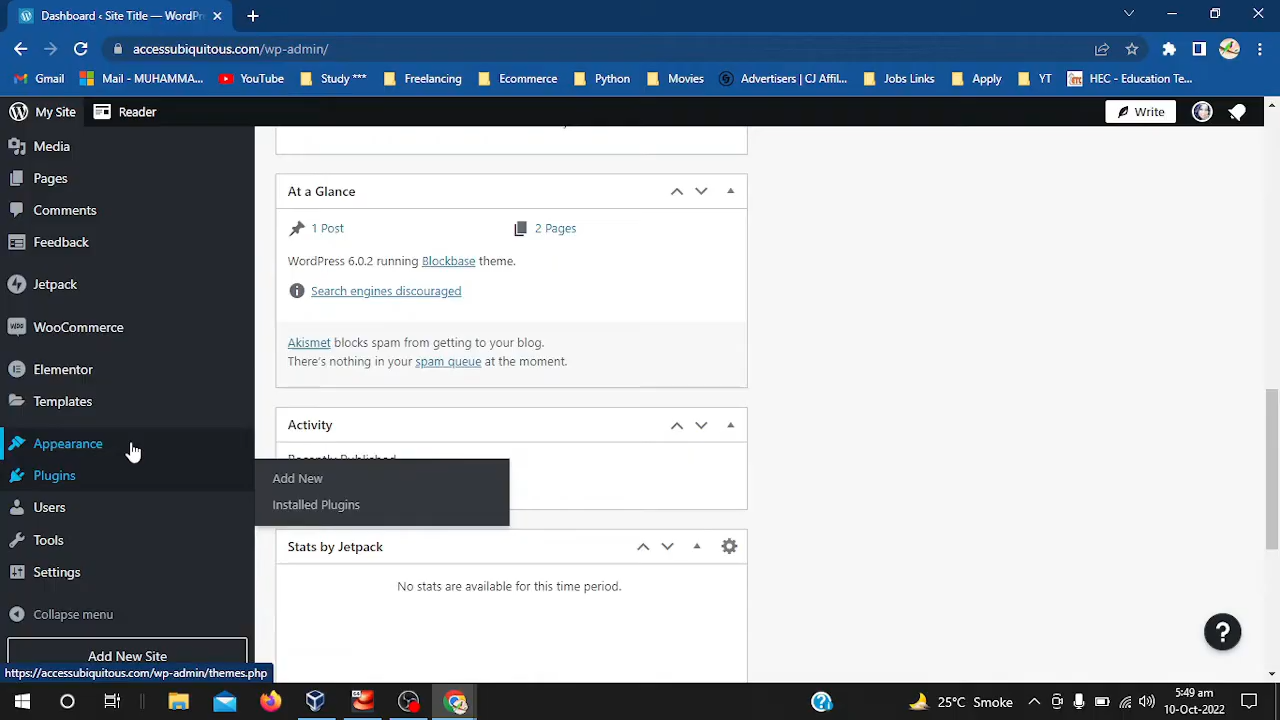 Dashboard ‹ Site Title — WordPr
accessubiquitous.com/wp-admin/
Gmail
Mail - MUHAMMA...
YouTube
Study ***
Freelancing
Ecommerce
Python
Movies
Advertisers | CJ Affil...
Jobs Links
Apply
YT
HEC - Education Te...
My Site
Reader
Write
Media
Pages
Comments
Feedback
Jetpack
WooCommerce
Elementor
Templates
Appearance
Plugins
Users
Tools
Settings
Collapse menu
Add New Site
Add New
Installed Plugins
At a Glance
1 Post
2 Pages
WordPress 6.0.2 running Blockbase theme.
Search engines discouraged
Akismet blocks spam from getting to your blog.
There's nothing in your spam queue at the moment.
Activity
Recently Published
Stats by Jetpack
No stats are available for this time period.
https://accessubiquitous.com/wp-admin/themes.php
25°C Smoke
5:49 am
10-Oct-2022